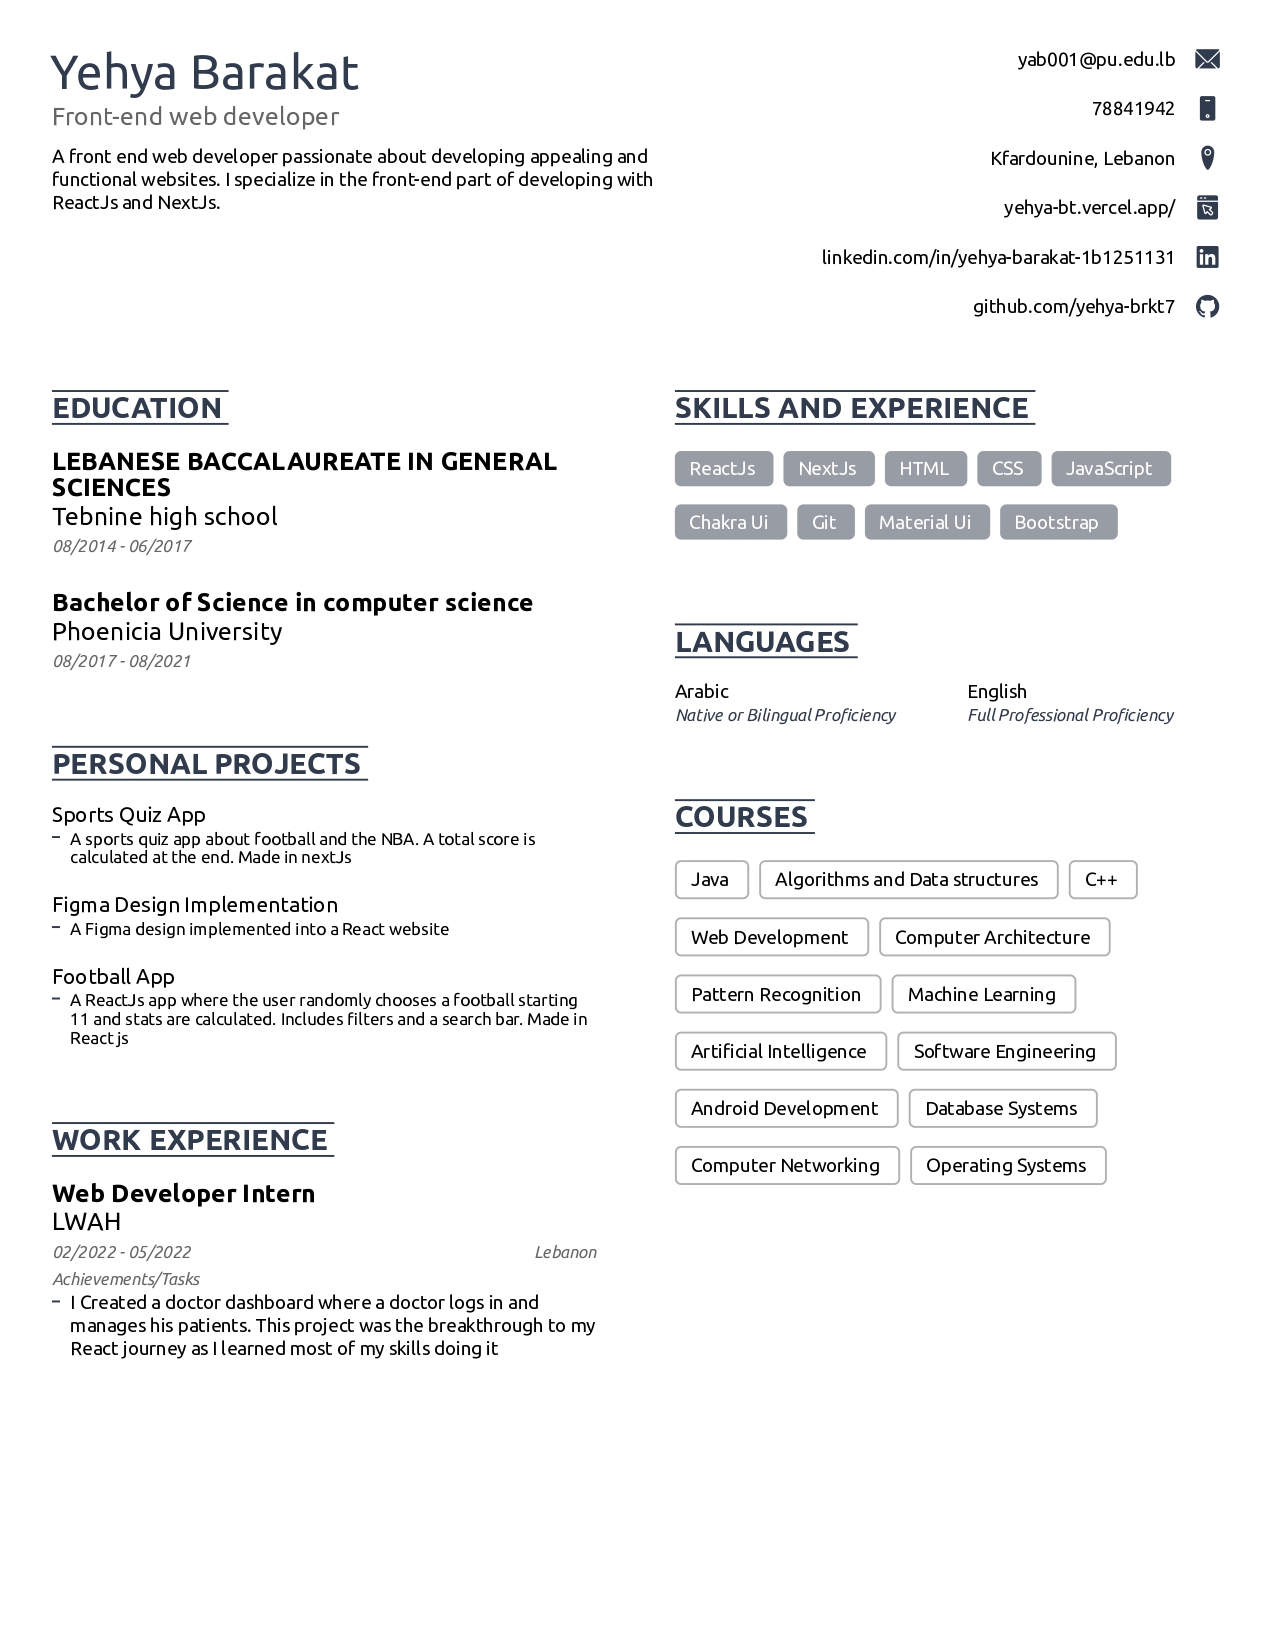 Yehya Barakat
Front-end web developer
A front end web developer passionate about developing appealing and
functional websites. I specialize in the front-end part of developing with
ReactJs and NextJs.
yab001@pu.edu.lb
78841942
Kfardounine, Lebanon
yehya-bt.vercel.app/
linkedin.com/in/yehya-barakat-1b1251131
github.com/yehya-brkt7
EDUCATION
LEBANESE BACCALAUREATE IN GENERAL
SCIENCES
Tebnine high school
08/2014 - 06/2017
Bachelor of Science in computer science
Phoenicia University
08/2017 - 08/2021
PERSONAL PROJECTS
Sports Quiz App
– A sports quiz app about football and the NBA. A total score is
calculated at the end. Made in nextJs
Figma Design Implementation
– A Figma design implemented into a React website
Football App
– A ReactJs app where the user randomly chooses a football starting
11 and stats are calculated. Includes filters and a search bar. Made in
React js
WORK EXPERIENCE
Web Developer Intern
LWAH
02/2022 - 05/2022 Lebanon
Achievements/Tasks
– I Created a doctor dashboard where a doctor logs in and
manages his patients. This project was the breakthrough to my
React journey as I learned most of my skills doing it
SKILLS AND EXPERIENCE
ReactJs NextJs HTML CSS JavaScript
Chakra Ui Git Material Ui Bootstrap
LANGUAGES
Arabic English
Native or Bilingual Proficiency Full Professional Proficiency
COURSES
Java Algorithms and Data structures C++
Web Development Computer Architecture
Pattern Recognition Machine Learning
Artificial Intelligence Software Engineering
Android Development Database Systems
Computer Networking Operating Systems